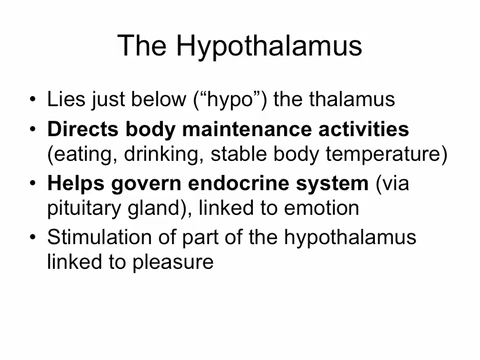 The Hypothalamus
• Lies just below (“hypo”) the thalamus
• Directs body maintenance activities
(eating, drinking, stable body temperature)
• Helps govern endocrine system (via
pituitary gland), linked to emotion
• Stimulation of part of the hypothalamus
linked to pleasure